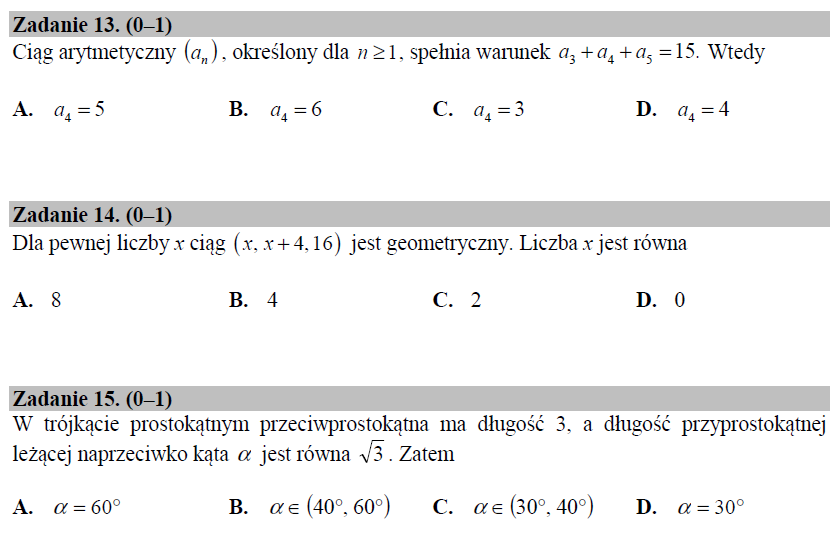 Zadanie 13. (0–1)
Ciąg arytmetyczny (aₙ), określony dla n ≥ 1, spełnia warunek a₃ + a₄ + a₅ = 15. Wtedy
A. a₄ = 5 B. a₄ = 6 C. a₄ = 3 D. a₄ = 4
Zadanie 14. (0–1)
Dla pewnej liczby x ciąg (x, x + 4, 16) jest geometryczny. Liczba x jest równa
A. 8 B. 4 C. 2 D. 0
Zadanie 15. (0–1)
W trójkącie prostokątnym przeciwprostokątna ma długość 3, a długość przyprostokątnej
leżącej naprzeciwko kąta α jest równa √3. Zatem
A. α = 60° B. α ∈ (40°, 60°) C. α ∈ (30°, 40°) D. α = 30°